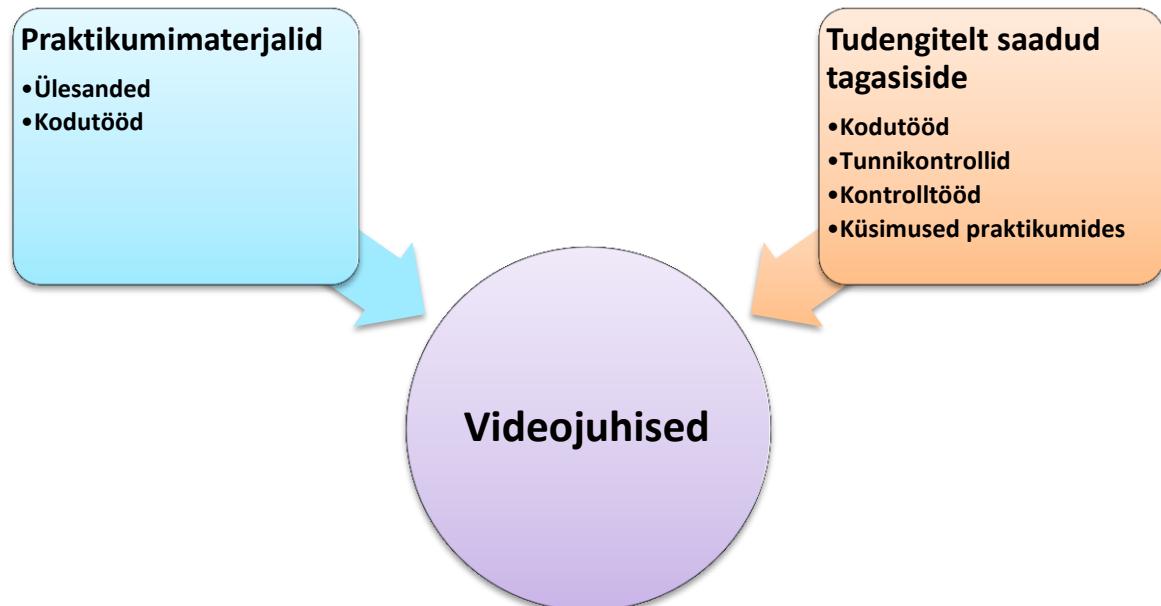 Praktikumimaterjalid
•Ülesanded
•Kodutööd
Tudengitelt saadud
tagasiside
•Kodutööd
•Tunnikontrollid
•Kontrolltööd
•Küsimused praktikumides
Videojuhised